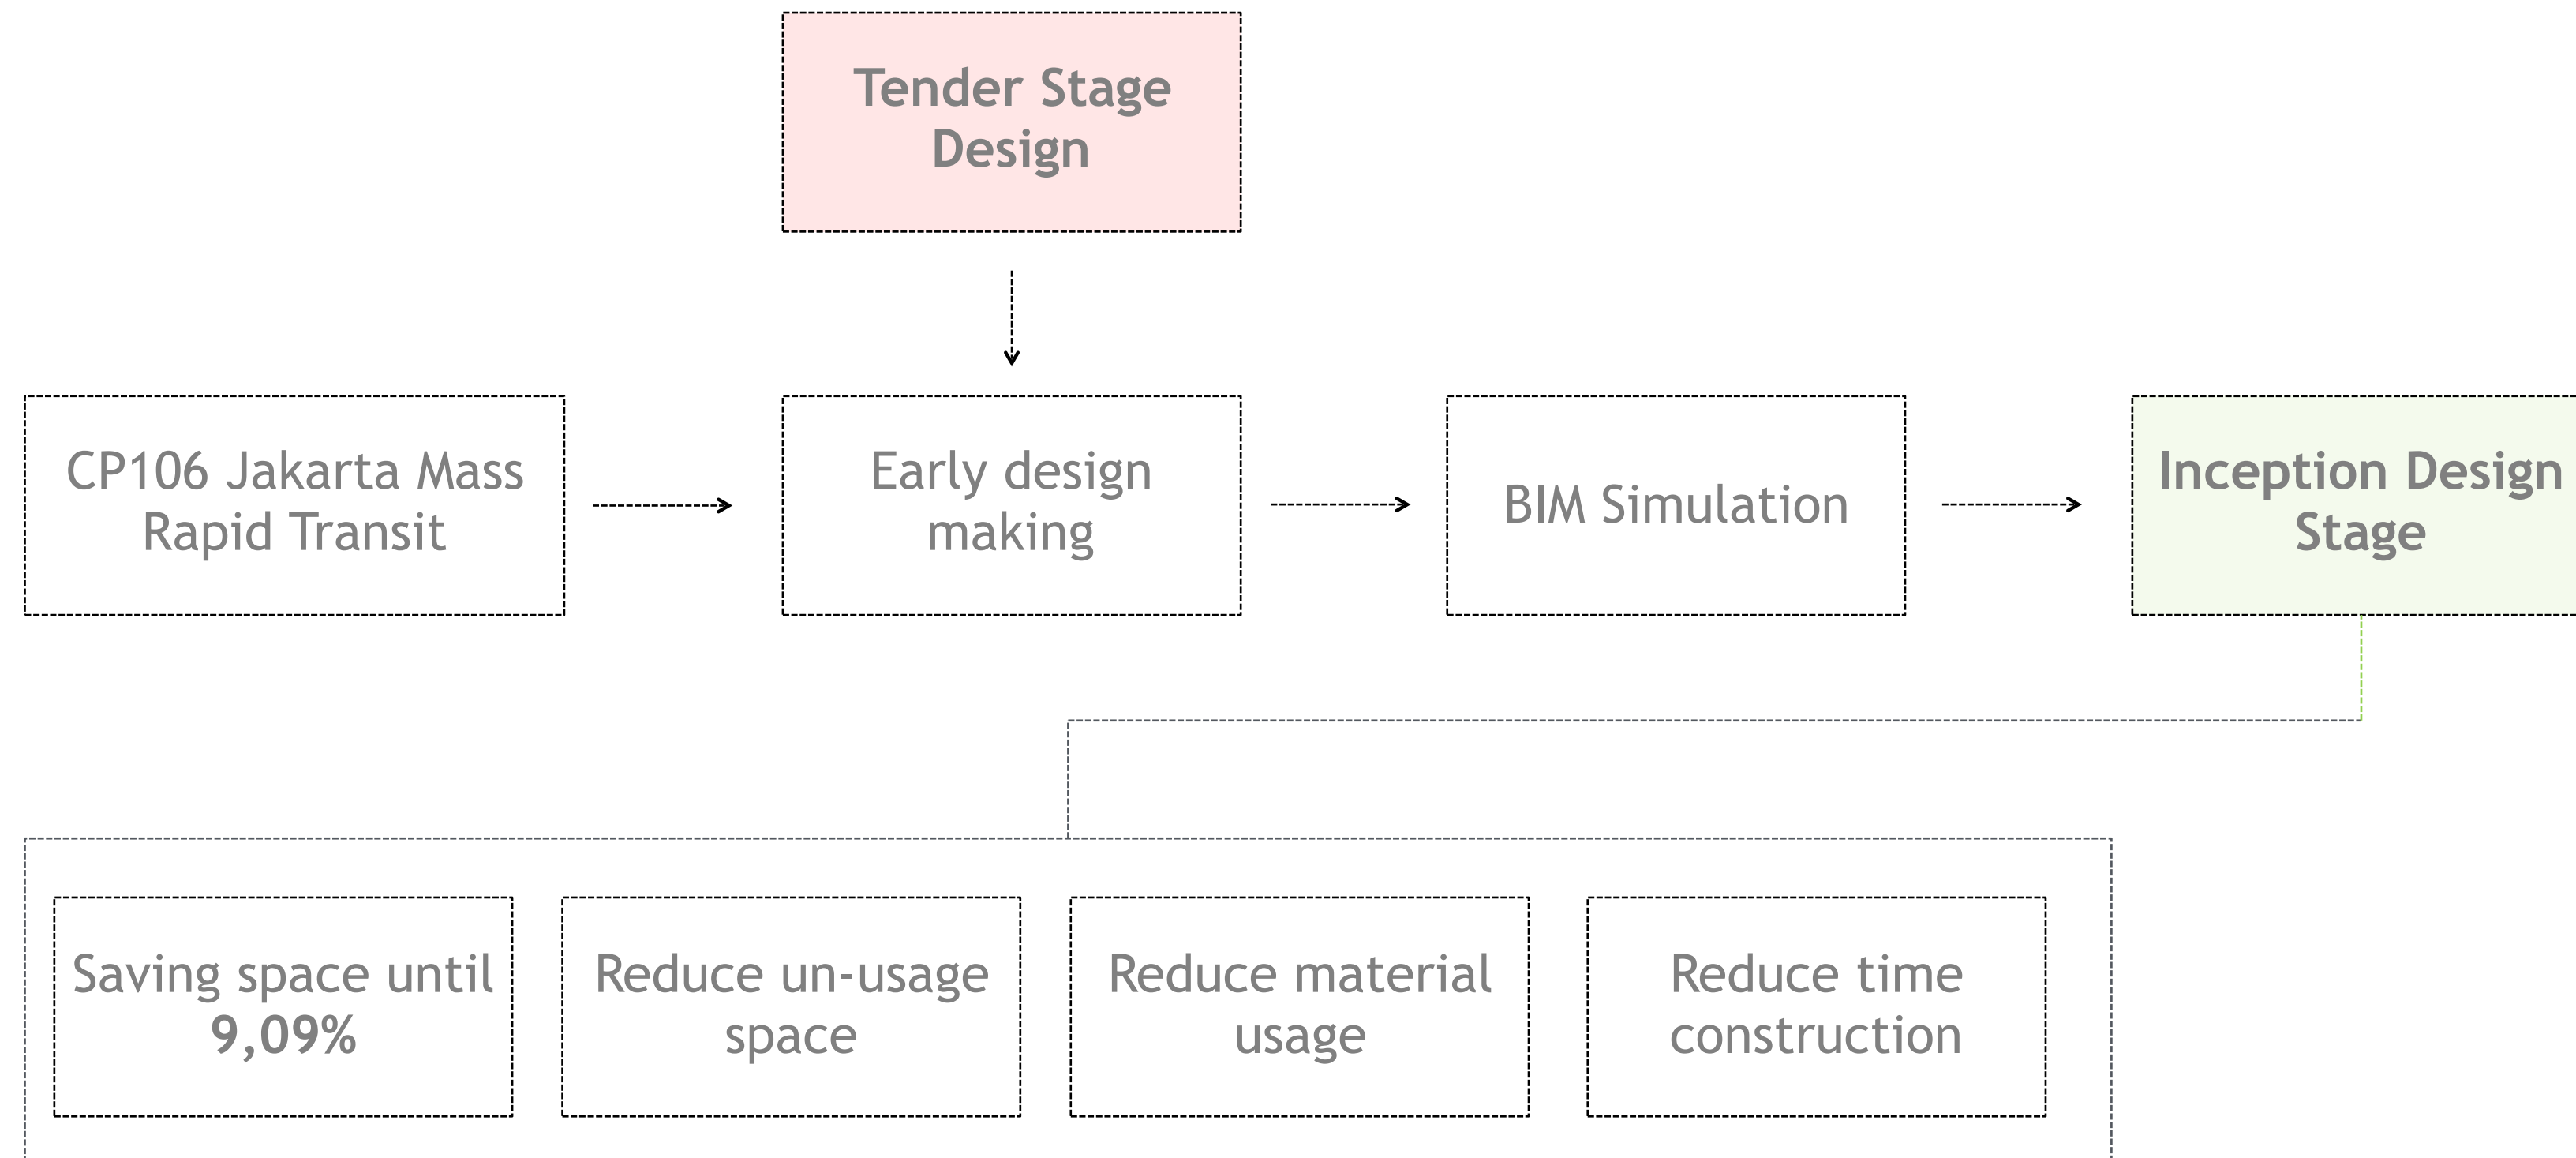 Tender Stage
Design
CP106 Jakarta Mass
Rapid Transit
Early design
making
BIM Simulation
Inception Design
Stage
Saving space until
9,09%
Reduce un-usage
space
Reduce material
usage
Reduce time
construction